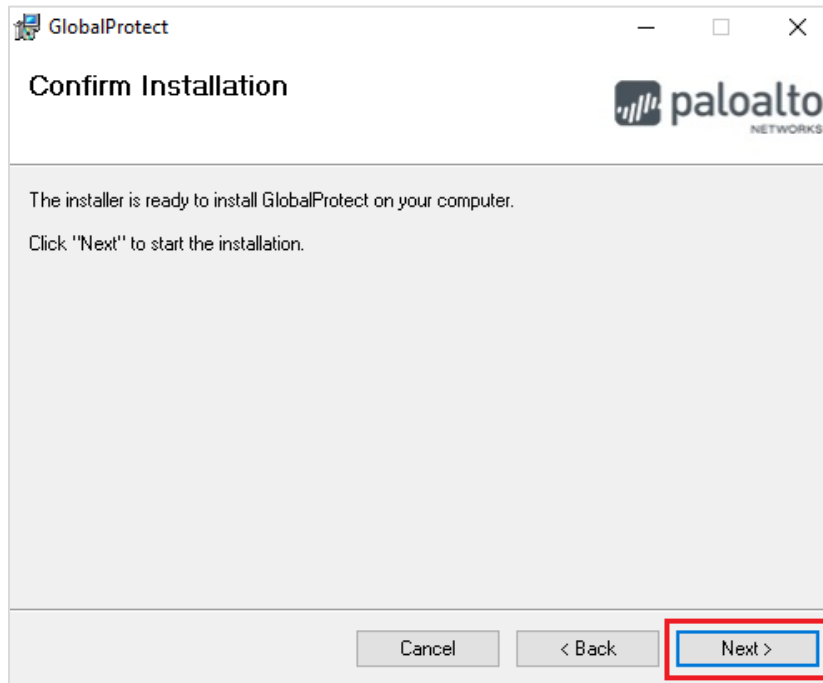 GlobalProtect
Confirm Installation
paloalto
NETWORKS
The installer is ready to install GlobalProtect on your computer.
Click "Next" to start the installation.
Cancel
< Back
Next >